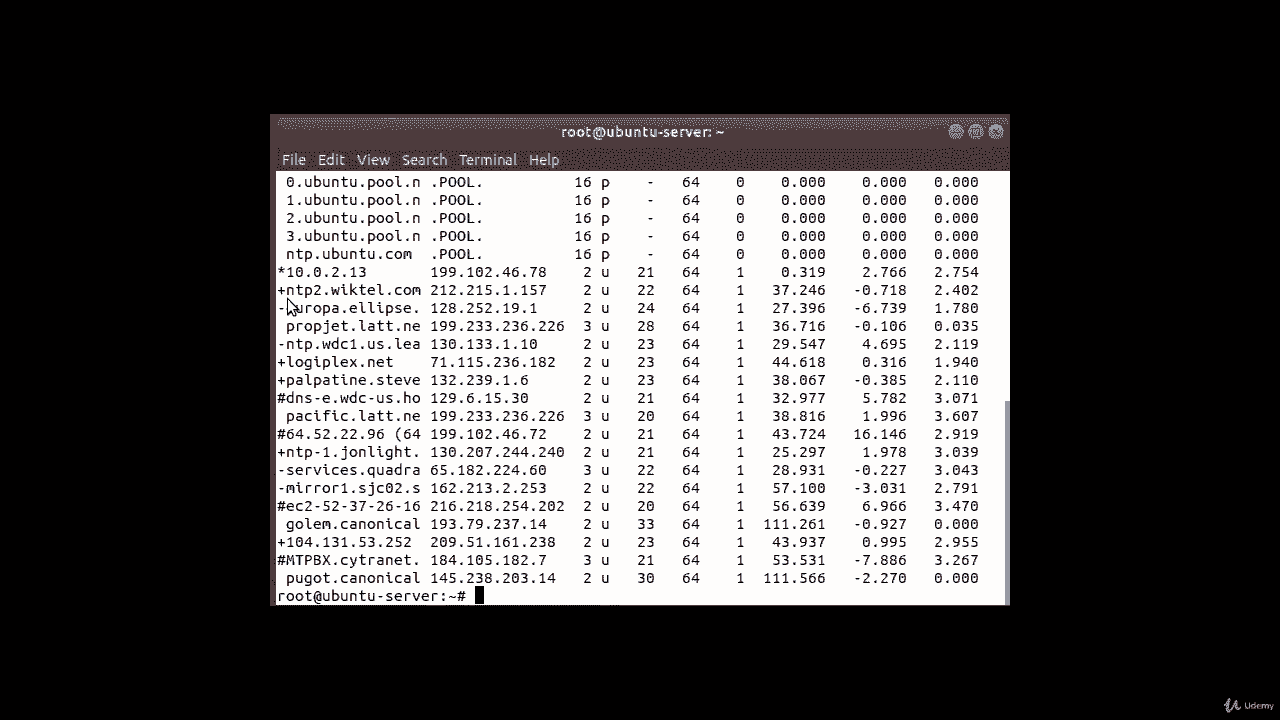 root@ubuntu-server: ~
File Edit View Search Terminal Help
0.ubuntu.pool.n .POOL. 16 p - 64 0 0.000 0.000 0.000
1.ubuntu.pool.n .POOL. 16 p - 64 0 0.000 0.000 0.000
2.ubuntu.pool.n .POOL. 16 p - 64 0 0.000 0.000 0.000
3.ubuntu.pool.n .POOL. 16 p - 64 0 0.000 0.000 0.000
ntp.ubuntu.com .POOL. 16 p - 64 0 0.000 0.000 0.000
*10.0.2.13 199.102.46.78 2 u 21 64 1 0.319 2.766 2.754
+ntp2.wiktel.com 212.215.1.157 2 u 22 64 1 37.246 -0.718 2.402
-europa.ellipse. 128.252.19.1 2 u 24 64 1 27.396 -6.739 1.780
propjet.latt.ne 199.233.236.226 3 u 28 64 1 36.716 -0.106 0.035
-ntp.wdc1.us.lea 130.133.1.10 2 u 23 64 1 29.547 4.695 2.119
+logiplex.net 71.115.236.182 2 u 23 64 1 44.618 0.316 1.940
+palpatine.steve 132.239.1.6 2 u 23 64 1 38.067 -0.385 2.110
#dns-e.wdc-us.ho 129.6.15.30 2 u 21 64 1 32.977 5.782 3.071
pacific.latt.ne 199.233.236.226 3 u 20 64 1 38.816 1.996 3.607
#64.52.22.96 (64 199.102.46.72 2 u 21 64 1 43.724 16.146 2.919
+ntp-1.jonlight. 130.207.244.240 2 u 21 64 1 25.297 1.978 3.039
-services.quadra 65.182.224.60 3 u 22 64 1 28.931 -0.227 3.043
-mirror1.sjc02.s 162.213.2.253 2 u 22 64 1 57.100 -3.031 2.791
#ec2-52-37-26-16 216.218.254.202 2 u 20 64 1 56.639 6.966 3.470
golem.canonical 193.79.237.14 2 u 33 64 1 111.261 -0.927 0.000
+104.131.53.252 209.51.161.238 2 u 23 64 1 43.937 0.995 2.955
#MTPBX.cytranet. 184.105.182.7 3 u 21 64 1 53.531 -7.886 3.267
pugot.canonical 145.238.203.14 2 u 30 64 1 111.566 -2.270 0.000
root@ubuntu-server:~#
Udemy